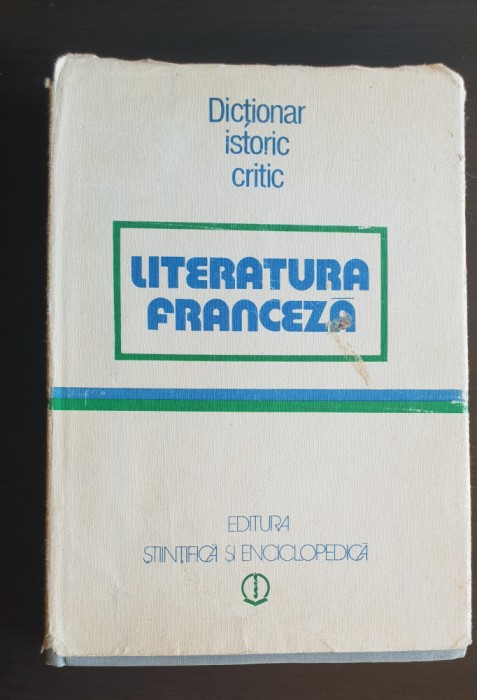 Dicționar
istoric
critic
LITERATURA
FRANCEZĂ
EDITURA
ȘTIINȚIFICĂ ȘI ENCICLOPEDICĂ